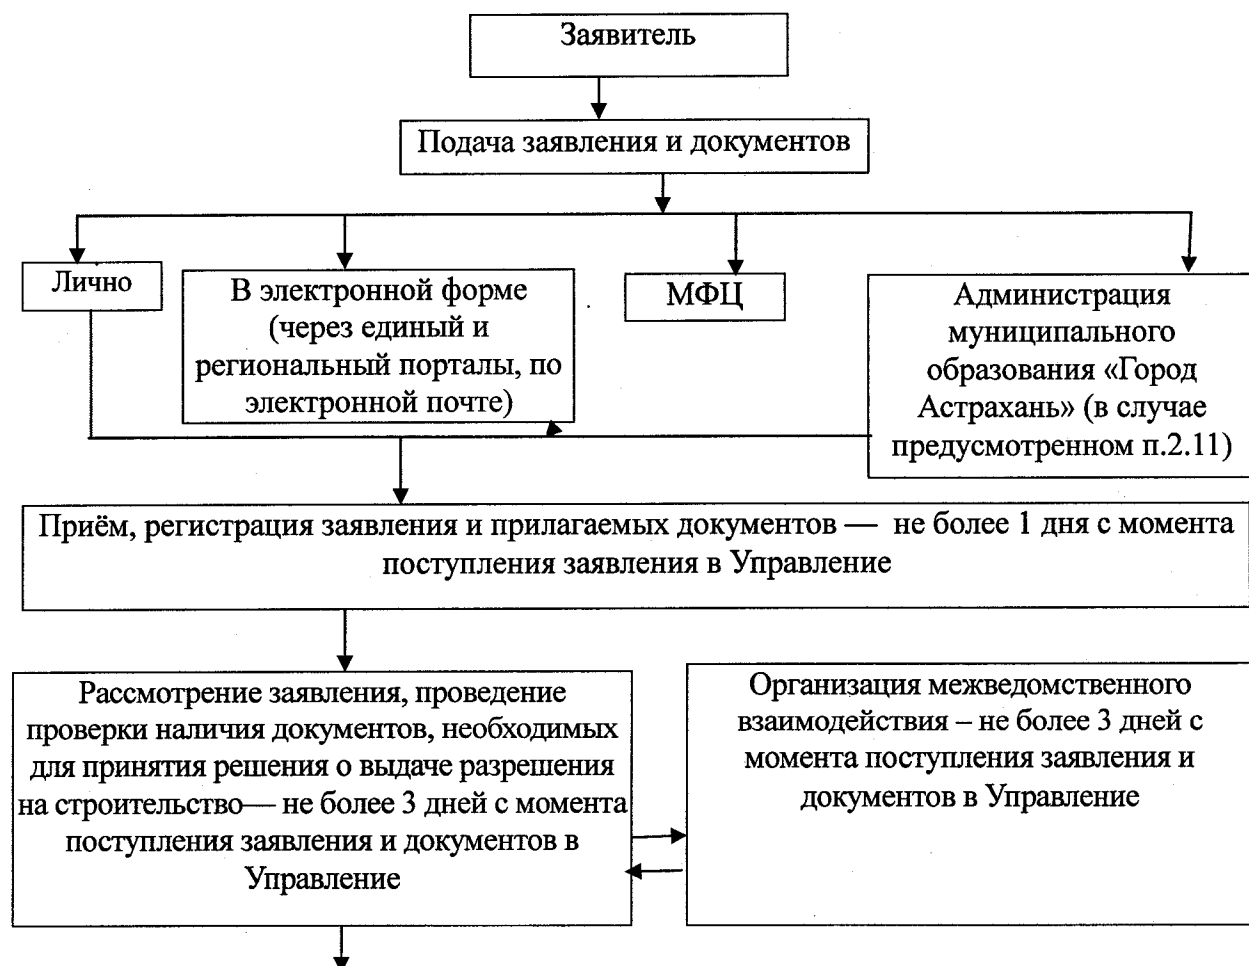 Заявитель
Подача заявления и документов
Лично
В электронной форме
(через единый и
региональный порталы, по
электронной почте)
МФЦ
Администрация
муниципального
образования «Город
Астрахань» (в случае
предусмотренном п.2.11)
Приём, регистрация заявления и прилагаемых документов — не более 1 дня с момента
поступления заявления в Управление
Рассмотрение заявления, проведение
проверки наличия документов, необходимых
для принятия решения о выдаче разрешения
на строительство— не более 3 дней с момента
поступления заявления и документов в
Управление
Организация межведомственного
взаимодействия – не более 3 дней с
момента поступления заявления и
документов в Управление